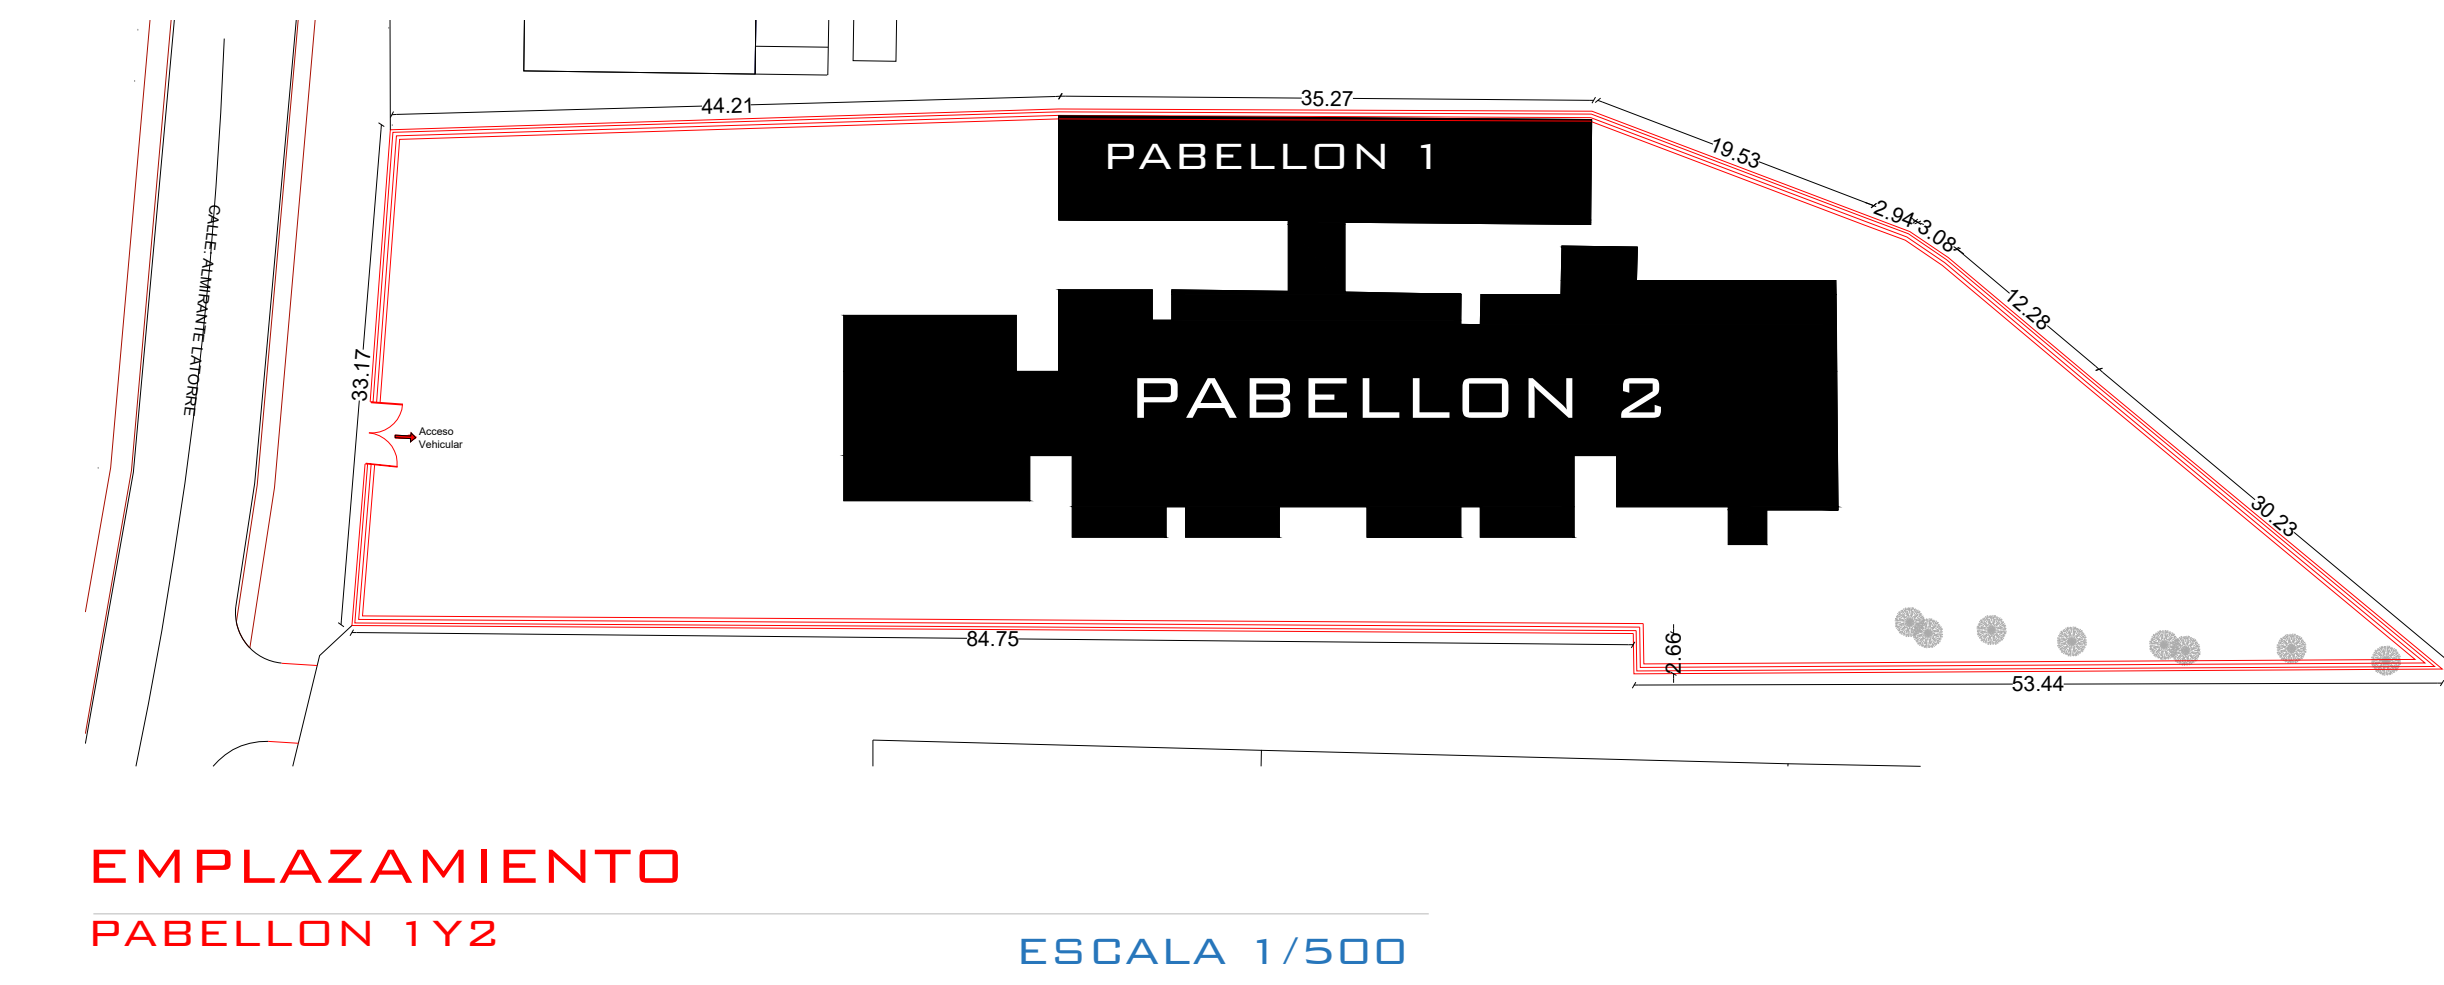 44.21
35.27
19.53
2.94
3.08
12.28
30.23
PABELLON 1
PABELLON 2
CALLE: ALMIRANTE LATORRE
33.17
Acceso
Vehicular
84.75
2.66
53.44
EMPLAZAMIENTO
PABELLON 1Y2
ESCALA 1/500